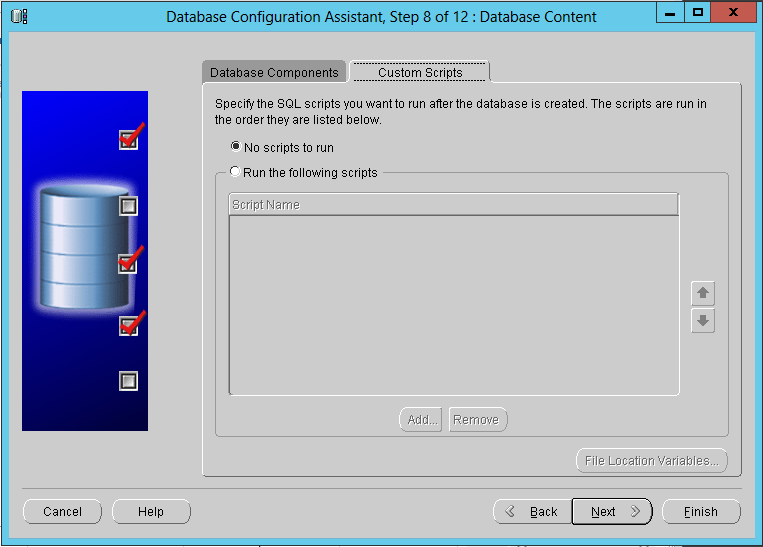 Database Configuration Assistant, Step 8 of 12 : Database Content
Database Components
Custom Scripts
Specify the SQL scripts you want to run after the database is created. The scripts are run in
the order they are listed below.
No scripts to run
Run the following scripts
Script Name
Add...
Remove
File Location Variables...
Cancel
Help
Back
Next
Finish